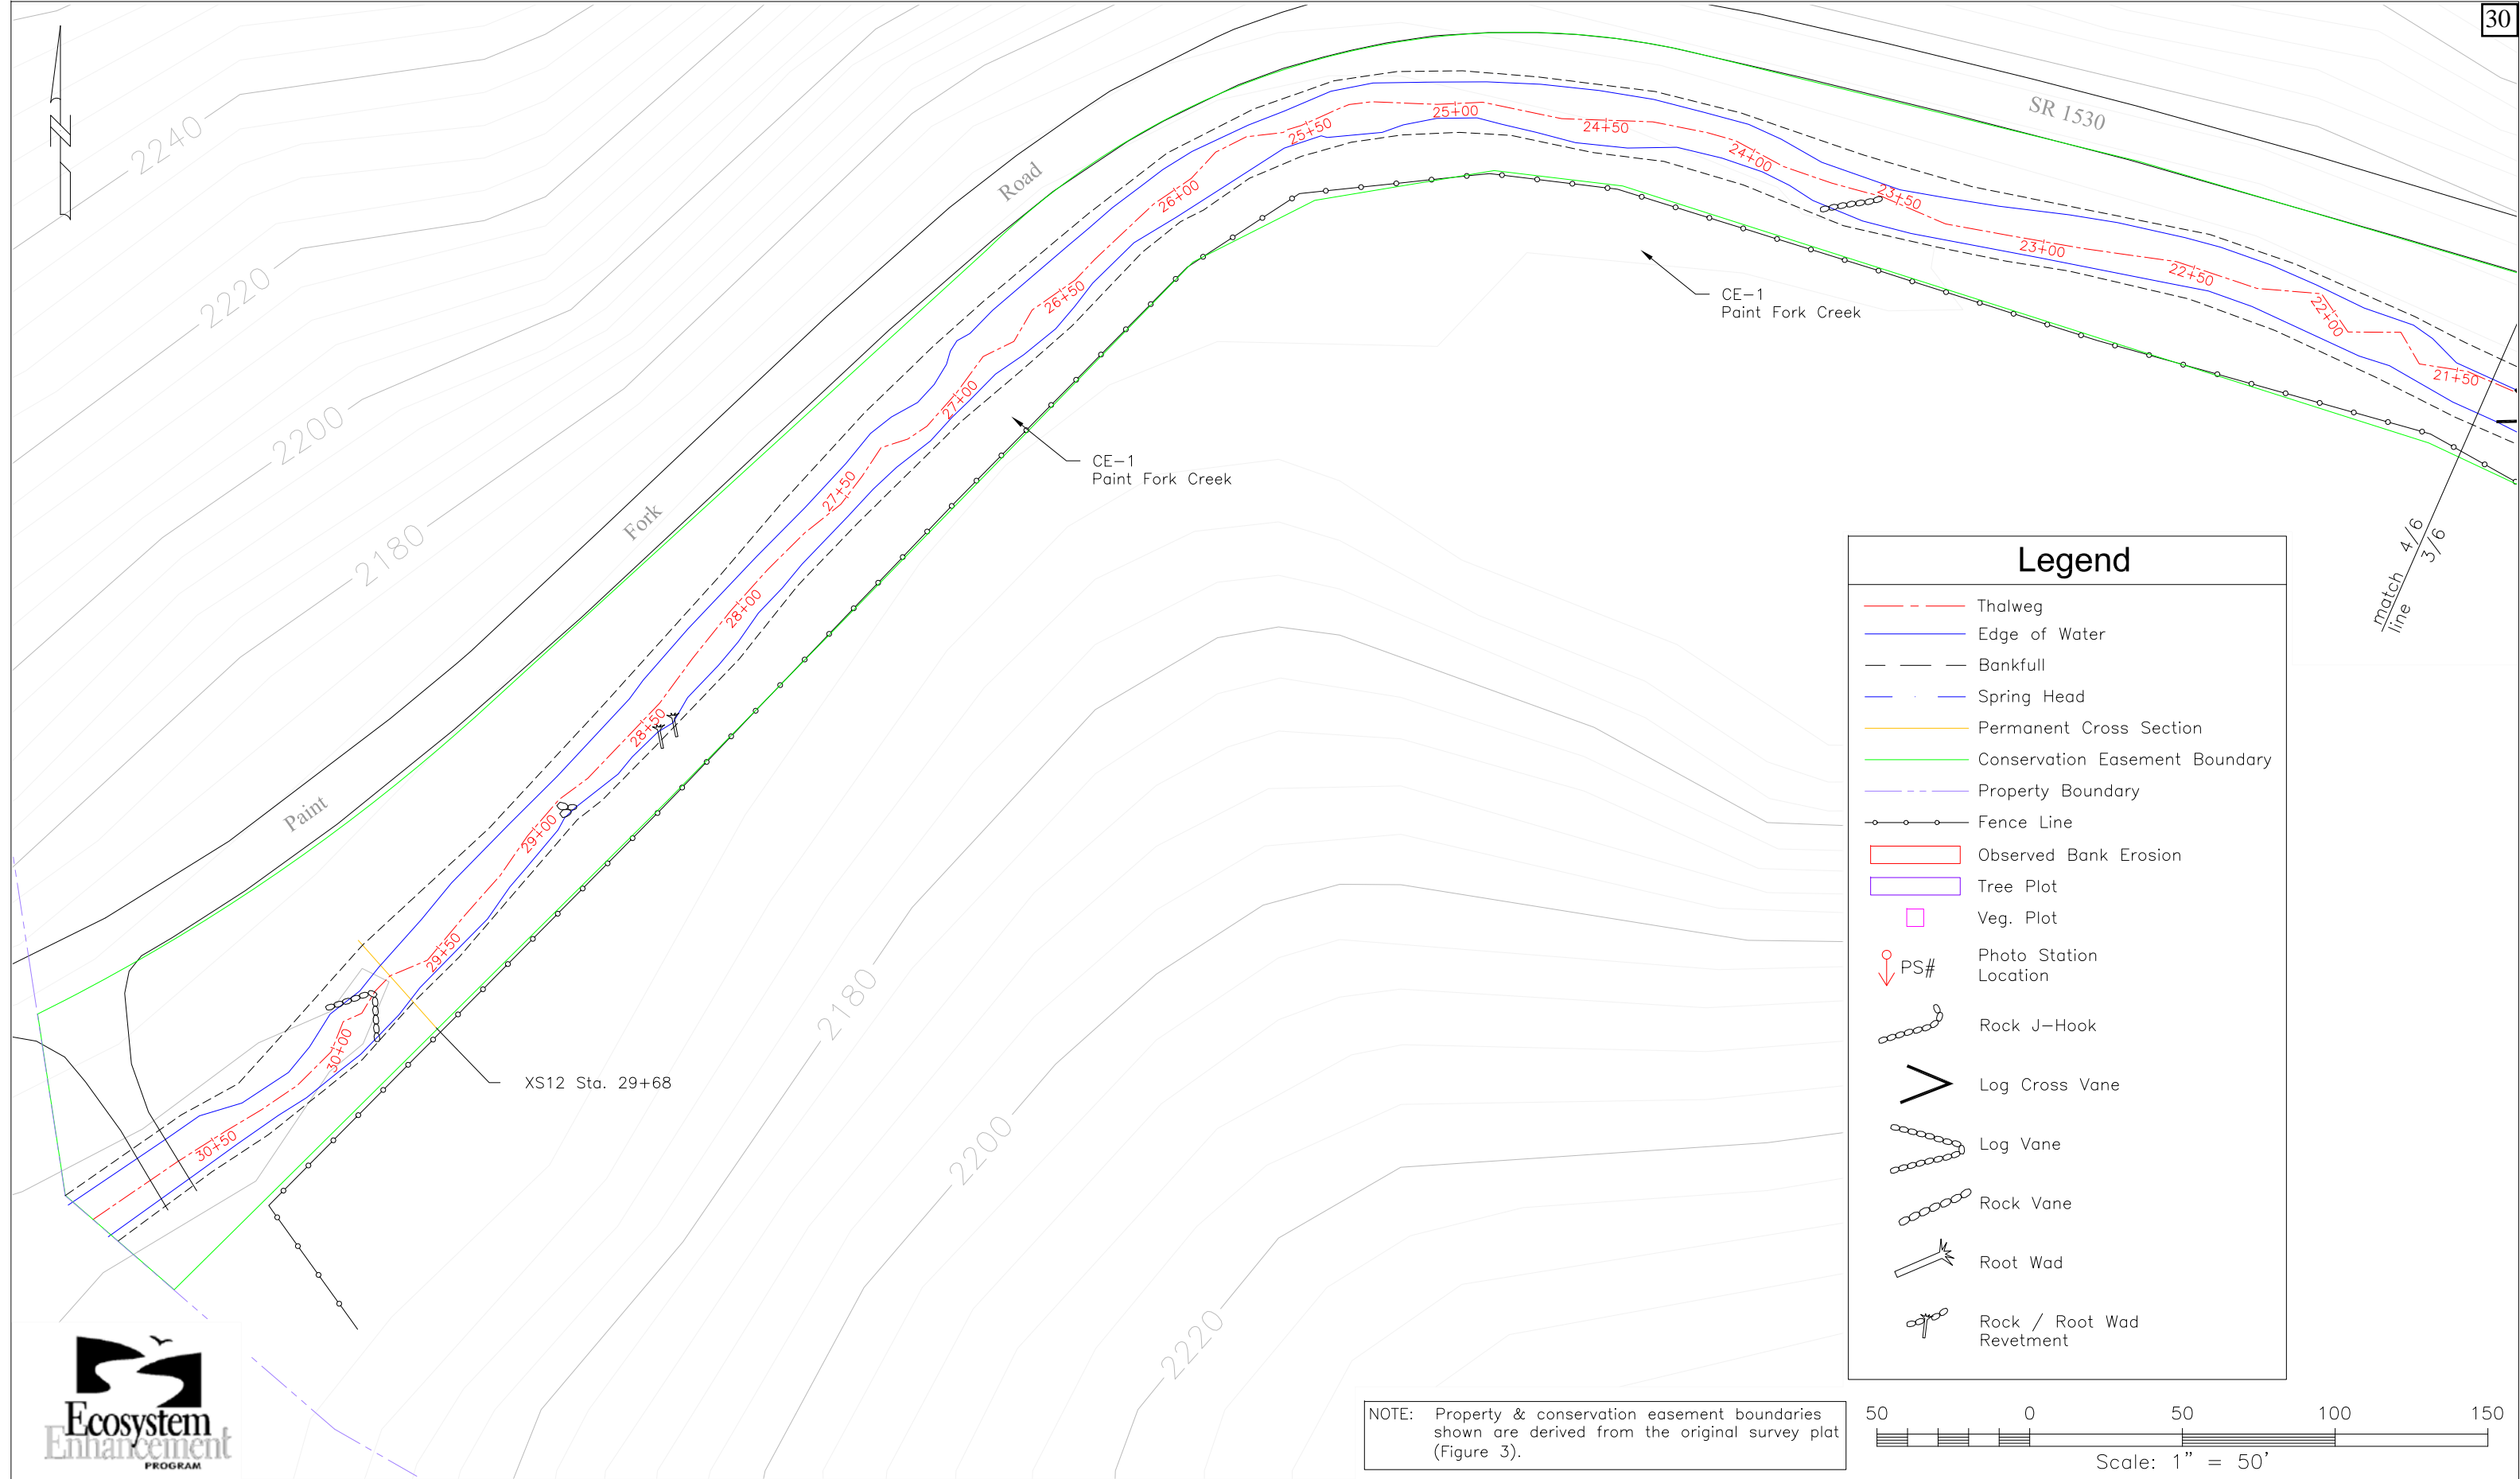 30
SR 1530
2240
2220
2200
2180
Road
Fork
Paint
25+50
25+00
24+50
24+00
23+50
23+00
22+50
22+00
21+50
26+00
26+50
27+00
27+50
28+00
28+50
29+00
29+50
30+00
30+50
CE-1
Paint Fork Creek
CE-1
Paint Fork Creek
match 4/6
line 3/6
XS12 Sta. 29+68
2180
2200
2220
Legend
Thalweg
Edge of Water
Bankfull
Spring Head
Permanent Cross Section
Conservation Easement Boundary
Property Boundary
Fence Line
Observed Bank Erosion
Tree Plot
Veg. Plot
PS# Photo Station
Location
Rock J-Hook
Log Cross Vane
Log Vane
Rock Vane
Root Wad
Rock / Root Wad
Revetment
Ecosystem
Enhancement
PROGRAM
NOTE: Property & conservation easement boundaries
shown are derived from the original survey plat
(Figure 3).
50 0 50 100 150
Scale: 1" = 50'